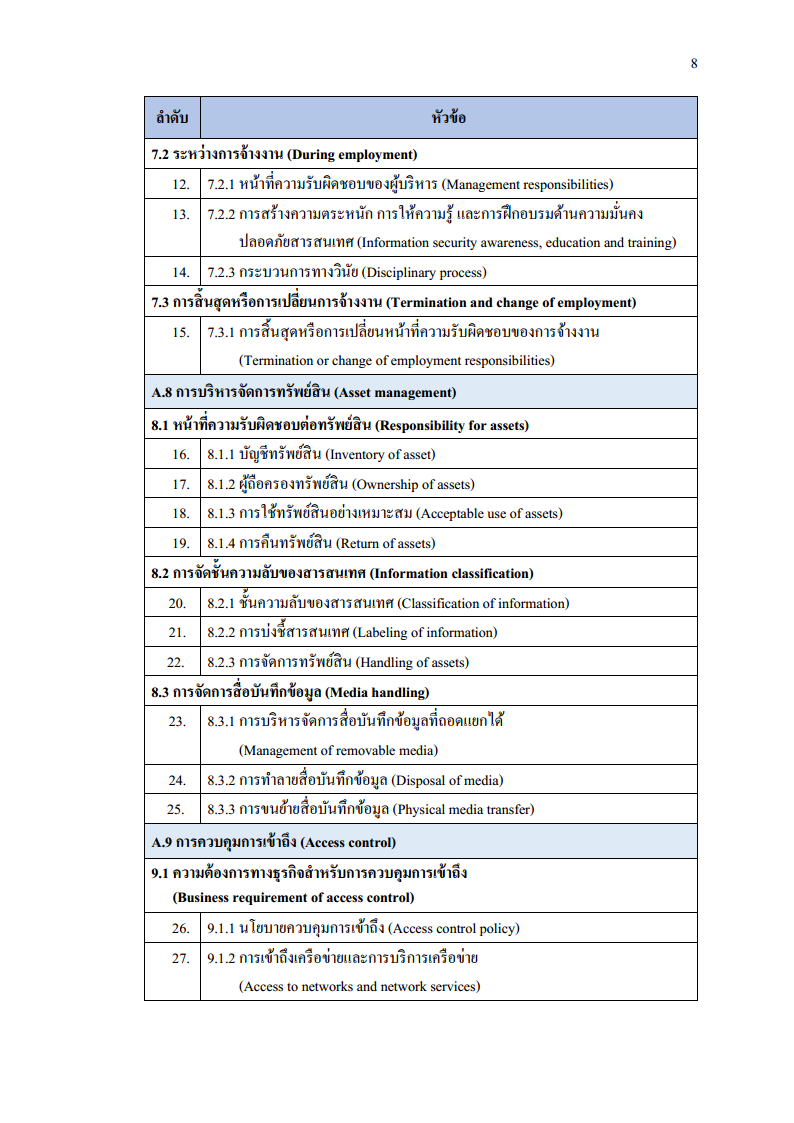 8
ลำดับ หัวข้อ
7.2 ระหว่างการจ้างงาน (During employment)
12. 7.2.1 หน้าที่ความรับผิดชอบของผู้บริหาร (Management responsibilities)
13. 7.2.2 การสร้างความตระหนัก การให้ความรู้ และการฝึกอบรมด้านความมั่นคง
ปลอดภัยสารสนเทศ (Information security awareness, education and training)
14. 7.2.3 กระบวนการทางวินัย (Disciplinary process)
7.3 การสิ้นสุดหรือการเปลี่ยนการจ้างงาน (Termination and change of employment)
15. 7.3.1 การสิ้นสุดหรือการเปลี่ยนหน้าที่ความรับผิดชอบของการจ้างงาน
(Termination or change of employment responsibilities)
A.8 การบริหารจัดการทรัพย์สิน (Asset management)
8.1 หน้าที่ความรับผิดชอบต่อทรัพย์สิน (Responsibility for assets)
16. 8.1.1 บัญชีทรัพย์สิน (Inventory of asset)
17. 8.1.2 ผู้ถือครองทรัพย์สิน (Ownership of assets)
18. 8.1.3 การใช้ทรัพย์สินอย่างเหมาะสม (Acceptable use of assets)
19. 8.1.4 การคืนทรัพย์สิน (Return of assets)
8.2 การจัดชั้นความลับของสารสนเทศ (Information classification)
20. 8.2.1 ชั้นความลับของสารสนเทศ (Classification of information)
21. 8.2.2 การบ่งชี้สารสนเทศ (Labeling of information)
22. 8.2.3 การจัดการทรัพย์สิน (Handling of assets)
8.3 การจัดการสื่อบันทึกข้อมูล (Media handling)
23. 8.3.1 การบริหารจัดการสื่อบันทึกข้อมูลที่ถอดแยกได้
(Management of removable media)
24. 8.3.2 การทำลายสื่อบันทึกข้อมูล (Disposal of media)
25. 8.3.3 การขนย้ายสื่อบันทึกข้อมูล (Physical media transfer)
A.9 การควบคุมการเข้าถึง (Access control)
9.1 ความต้องการทางธุรกิจสำหรับการควบคุมการเข้าถึง
(Business requirement of access control)
26. 9.1.1 นโยบายควบคุมการเข้าถึง (Access control policy)
27. 9.1.2 การเข้าถึงเครือข่ายและการบริการเครือข่าย
(Access to networks and network services)